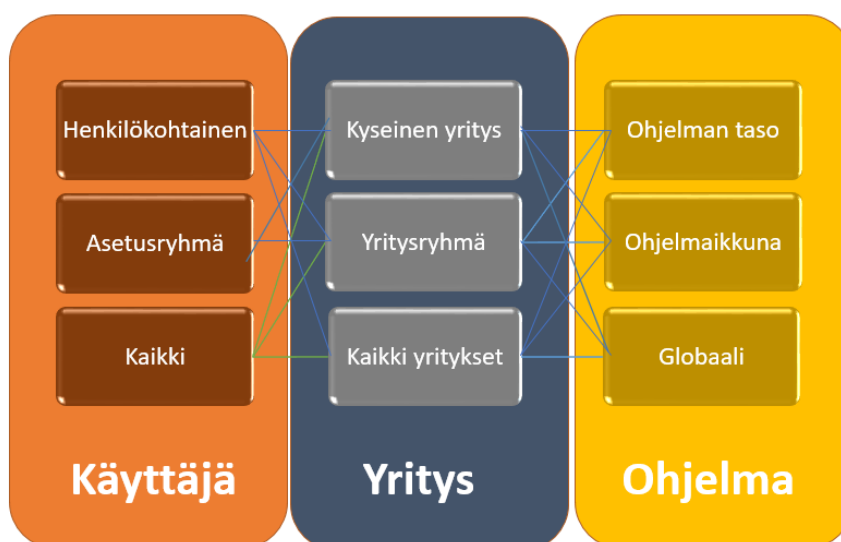 Henkilökohtainen
Asetusryhmä
Kaikki
Käyttäjä
Kyseinen yritys
Yritysryhmä
Kaikki yritykset
Yritys
Ohjelman taso
Ohjelmaikkuna
Globaali
Ohjelma